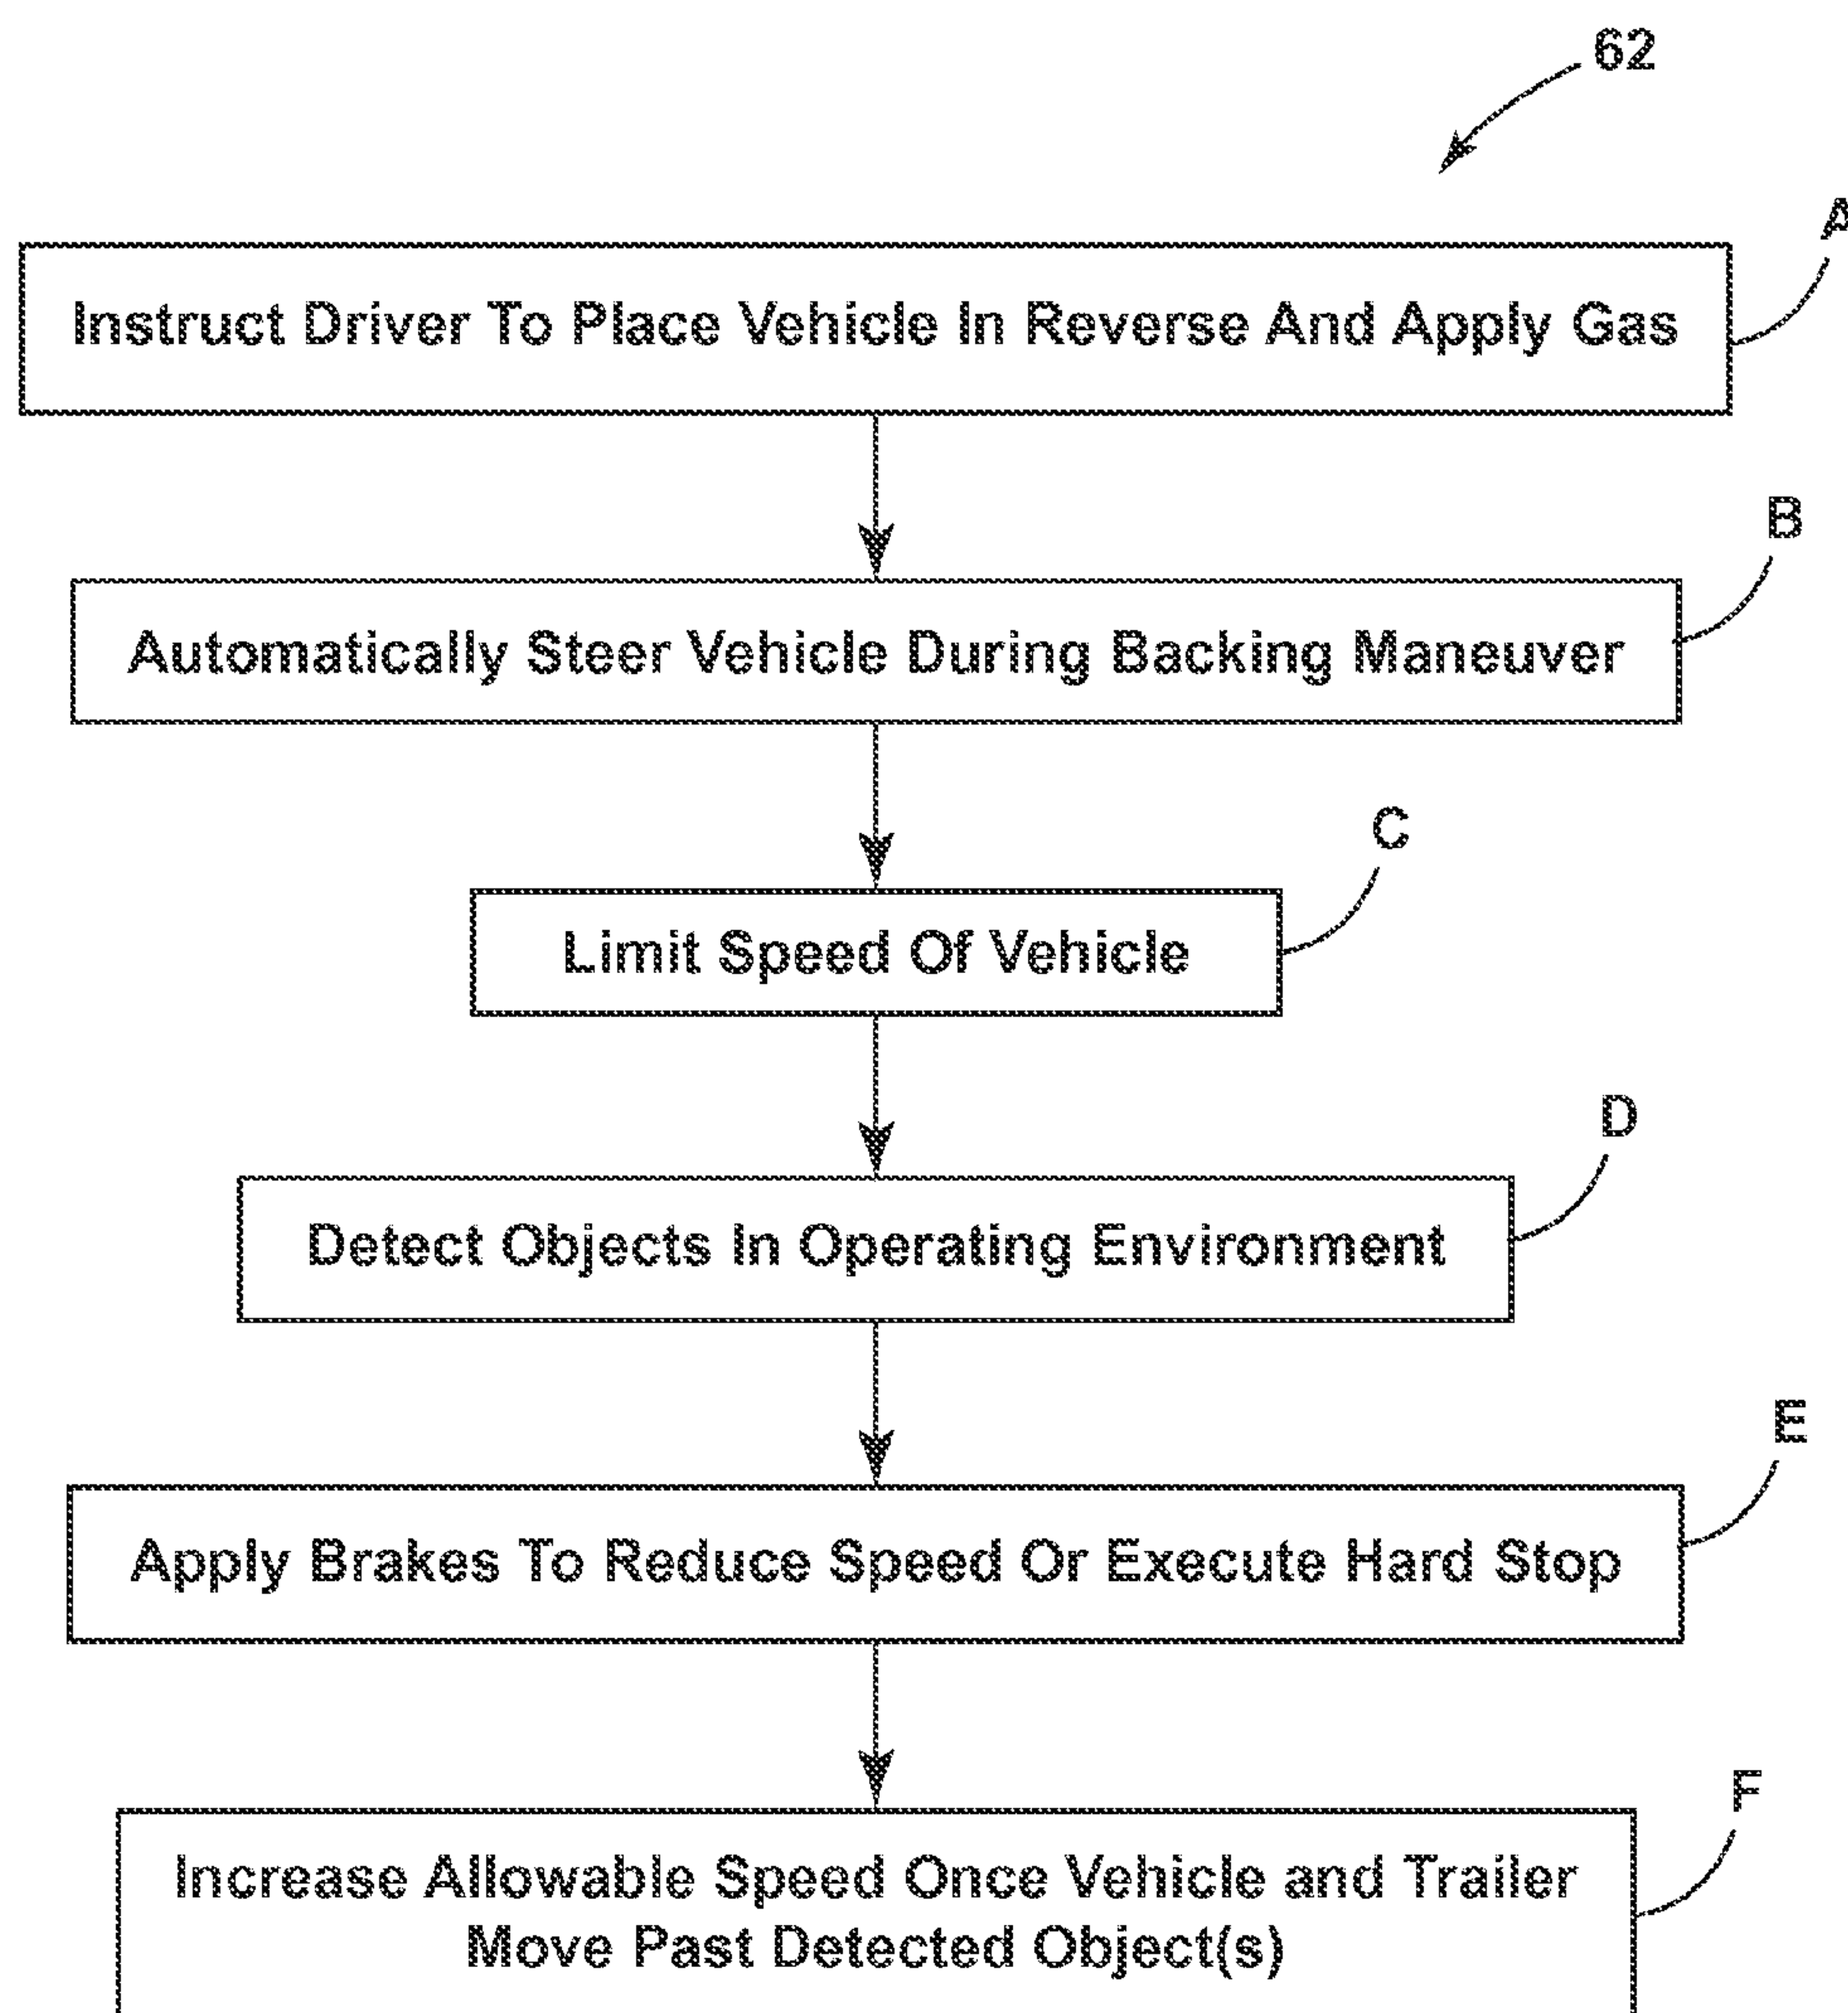 62
A
Instruct Driver To Place Vehicle In Reverse And Apply Gas
B
Automatically Steer Vehicle During Backing Maneuver
C
Limit Speed Of Vehicle
D
Detect Objects In Operating Environment
E
Apply Brakes To Reduce Speed Or Execute Hard Stop
F
Increase Allowable Speed Once Vehicle and Trailer
Move Past Detected Object(s)